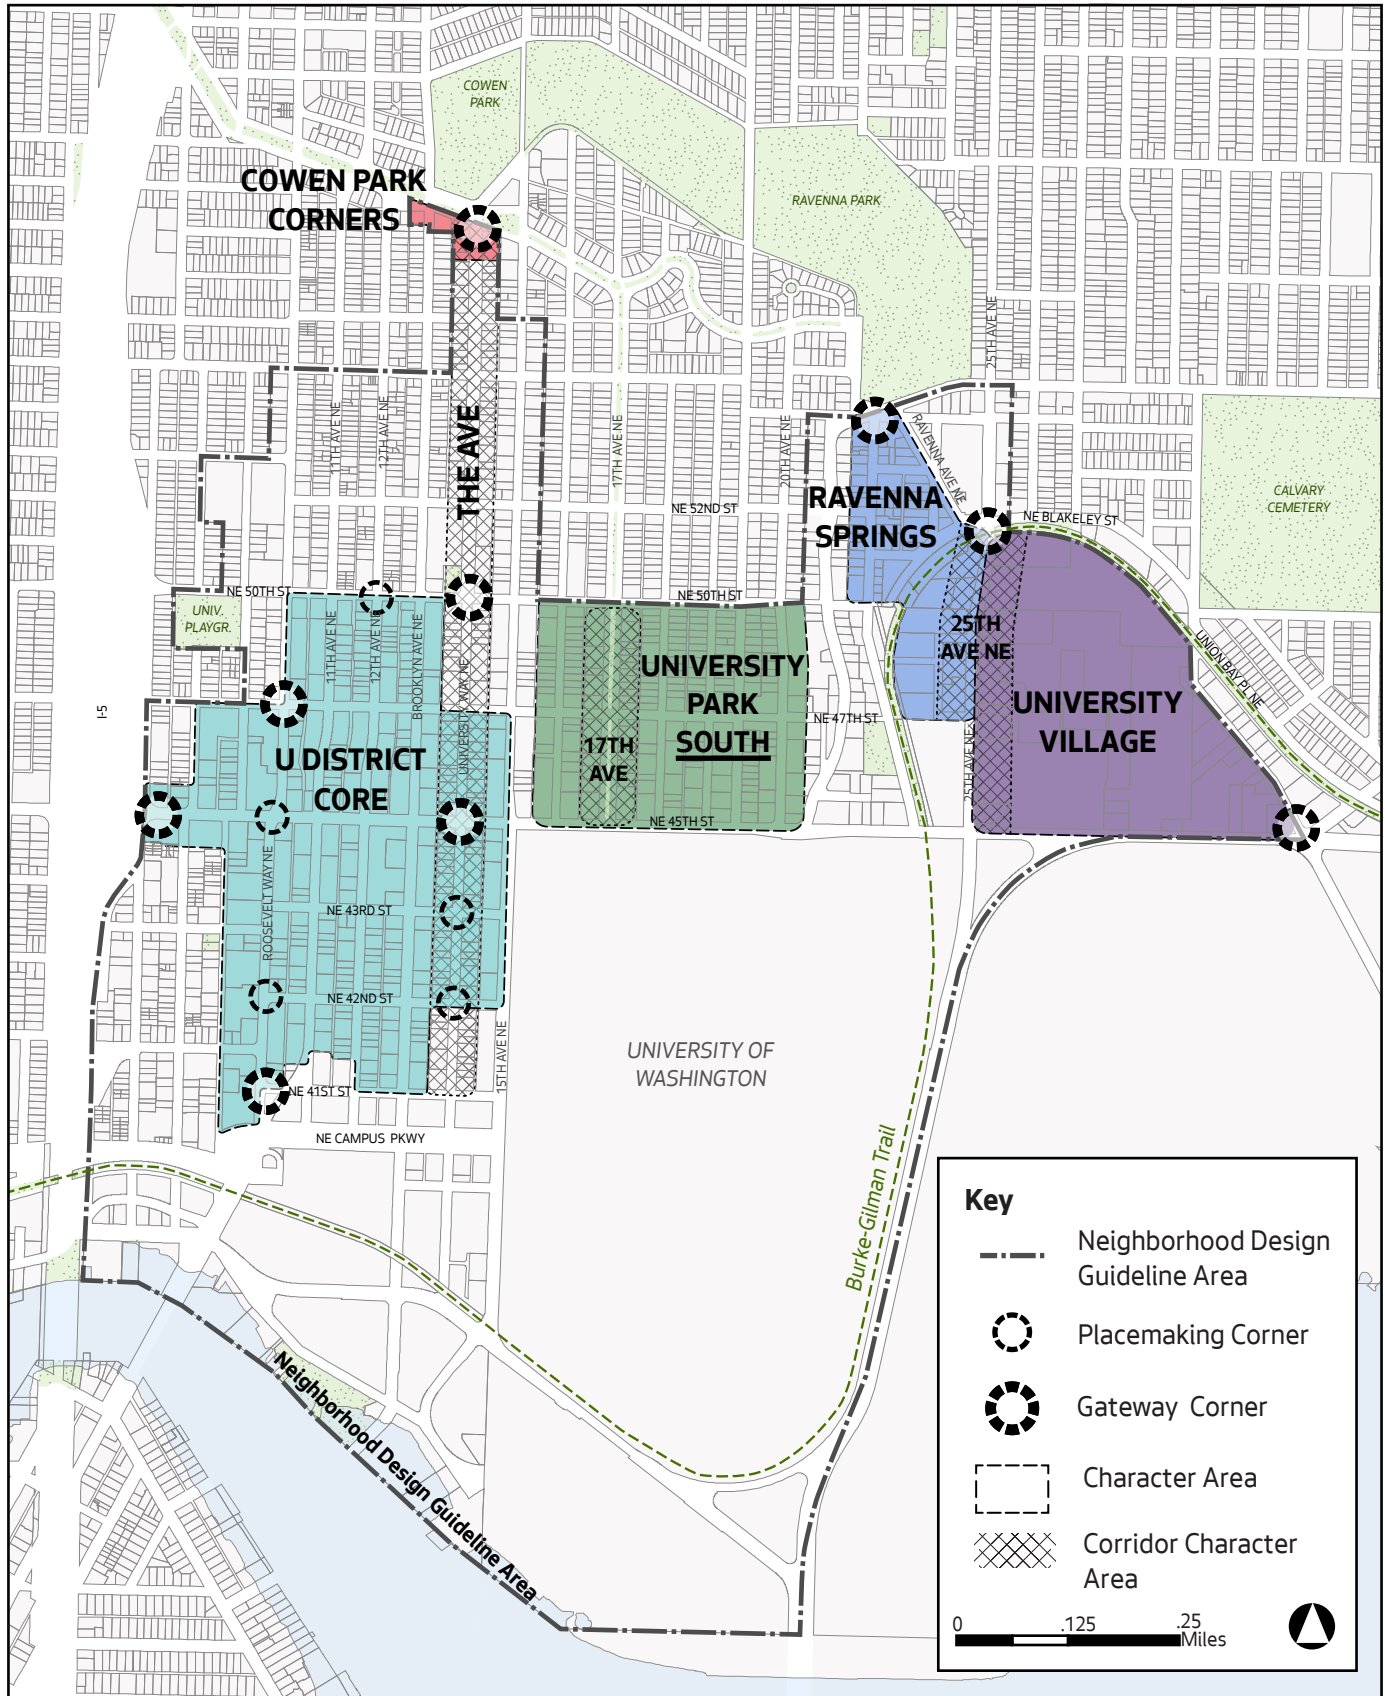 COWEN
PARK
COWEN PARK
CORNERS
RAVENNA PARK
25TH AVE NE
THE AVE
11TH AVE NE
12TH AVE NE
17TH AVE NE
20TH AVE NE
RAVENNA AVE NE
CALVARY
CEMETERY
RAVENNA
SPRINGS
NE 52ND ST
NE BLAKELEY ST
NE 50TH ST
NE 50TH ST
UNIV.
PLAYGR.
11TH AVE NE
12TH AVE NE
BROOKLYN AVE NE
UNIVERSITY WAY NE
25TH
AVE NE
UNION BAY PL NE
UNIVERSITY
PARK
SOUTH
UNIVERSITY
VILLAGE
I-5
NE 47TH ST
17TH
AVE
U DISTRICT
CORE
25TH AVE NE
NE 45TH ST
ROOSEVELT WAY NE
NE 43RD ST
NE 42ND ST
15TH AVE NE
UNIVERSITY OF
WASHINGTON
NE 41ST ST
NE CAMPUS PKWY
Burke-Gilman Trail
Neighborhood Design Guideline Area
Key
Neighborhood Design
Guideline Area
Placemaking Corner
Gateway Corner
Character Area
Corridor Character
Area
0
.125
.25
Miles